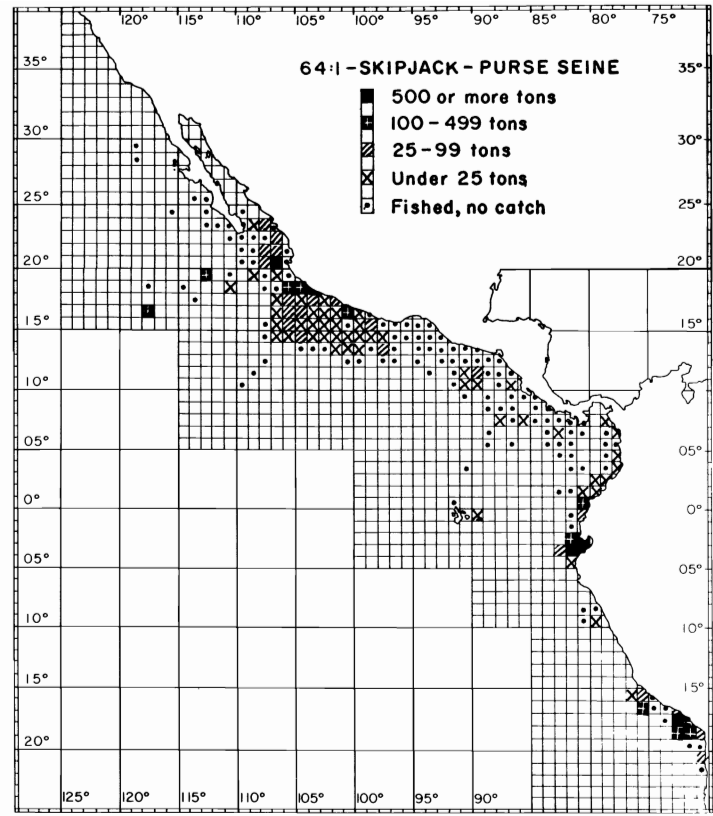 120° 115° 110° 105° 100° 95° 90° 85° 80° 75°
64:1-SKIPJACK-PURSE SEINE
500 or more tons
100-499 tons
25-99 tons
Under 25 tons
Fished, no catch
35° 35°
30° 30°
25° 25°
20° 20°
15° 15°
10°
05° 05°
0° 0°
05° 05°
10° 10°
15° 15°
20°
125° 120° 115° 110° 105° 100° 95° 90°